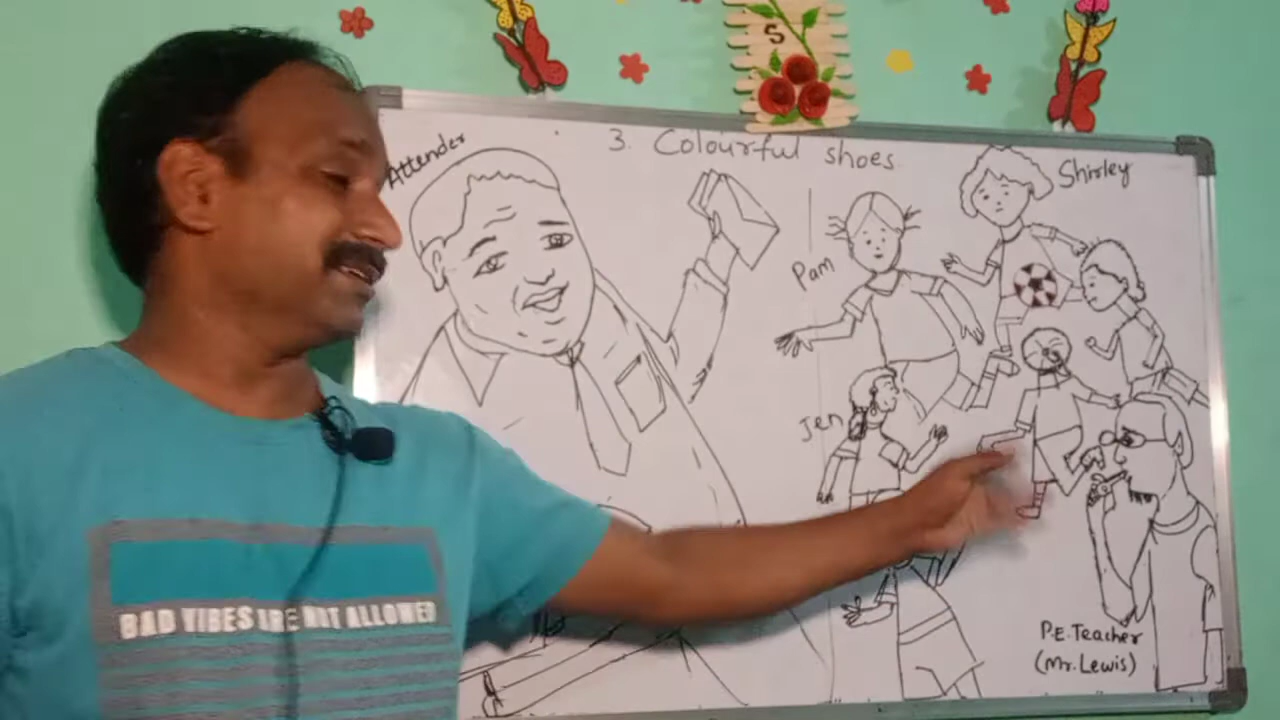 S
3. Colourful shoes
Attender
Shirley
Pam
Jen
P.E. Teacher
(Mr. Lewis)
BAD VIBES ARE NOT ALLOWED